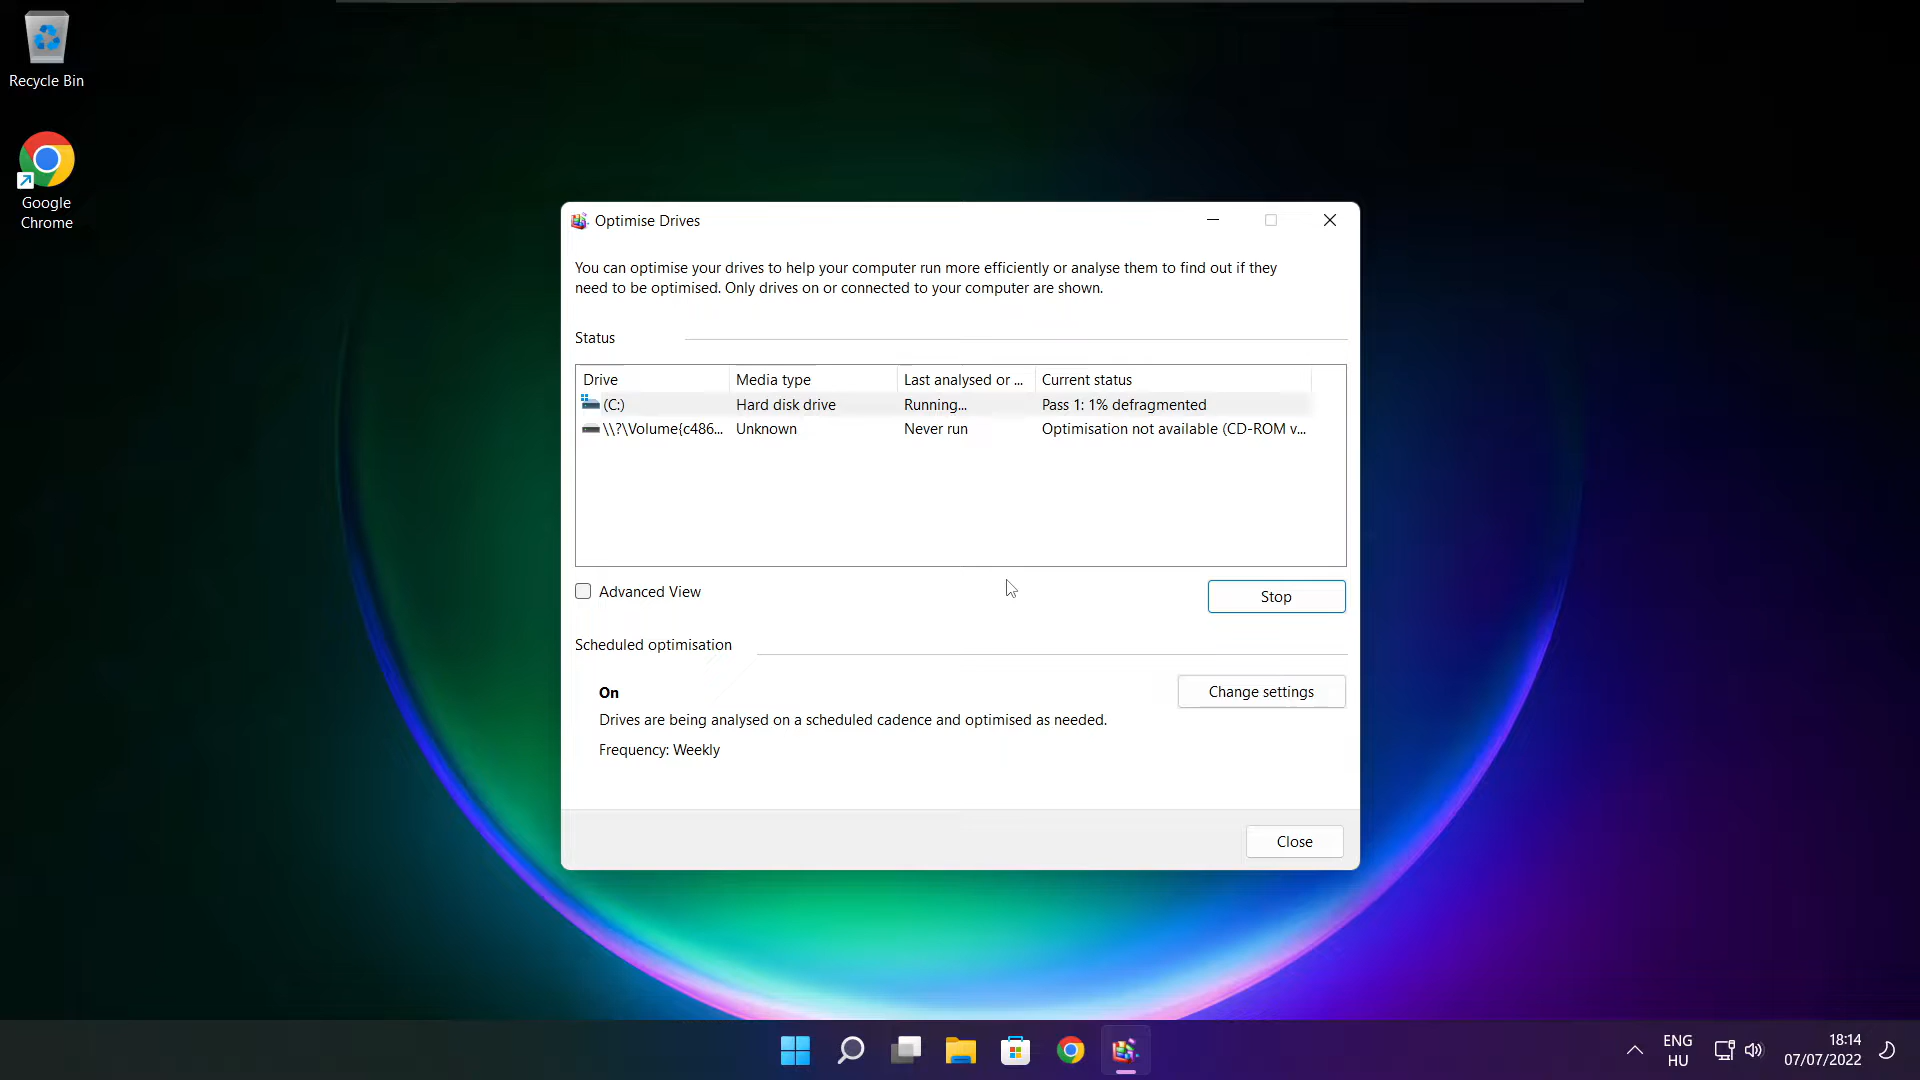 Recycle Bin
Google
Chrome
Optimise Drives
You can optimise your drives to help your computer run more efficiently or analyse them to find out if they
need to be optimised. Only drives on or connected to your computer are shown.
Status
Drive Media type Last analysed or ... Current status
(C:) Hard disk drive Running... Pass 1: 1% defragmented
\\?\Volume{c486... Unknown Never run Optimisation not available (CD-ROM v...
Advanced View
Stop
Scheduled optimisation
On
Change settings
Drives are being analysed on a scheduled cadence and optimised as needed.
Frequency: Weekly
Close
ENG
HU
18:14
07/07/2022